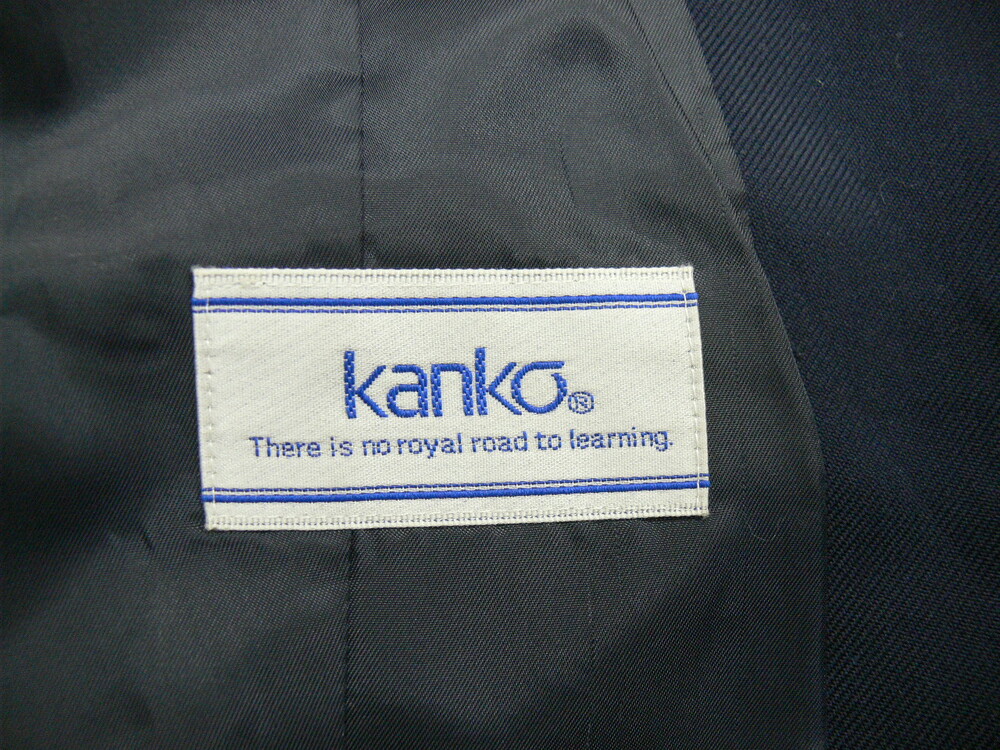 kanko®
There is no royal road to learning.